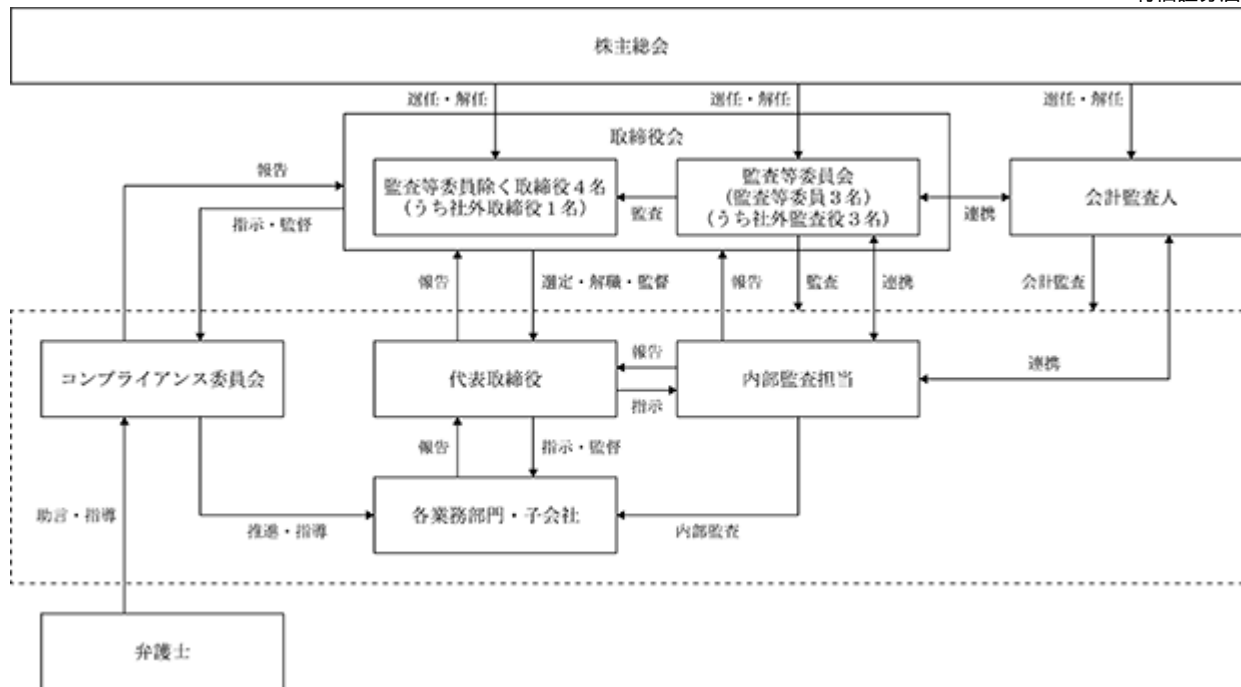 株主総会
選任・解任
選任・解任
選任・解任
取締役会
報告
監査等委員除く取締役４名
（うち社外取締役１名）
監査
監査等委員会
（監査等委員３名）
（うち社外監査役３名）
連携
会計監査人
指示・監督
報告
選定・解職・監督
報告
監査
連携
会計監査
コンプライアンス委員会
代表取締役
報告
指示
内部監査担当
連携
報告
指示・監督
助言・指導
推進・指導
各業務部門・子会社
内部監査
弁護士